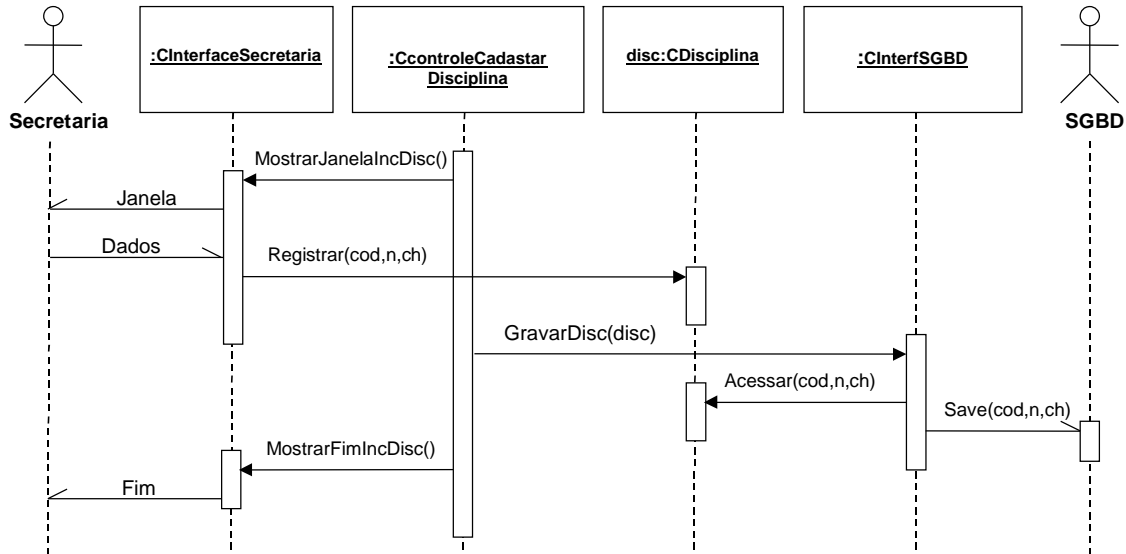 :CInterfaceSecretaria
:CcontroleCadastar
Disciplina
disc:CDisciplina
:CInterfSGBD
Secretaria
SGBD
MostrarJanelaIncDisc()
Janela
Dados
Registrar(cod,n,ch)
GravarDisc(disc)
Acessar(cod,n,ch)
Save(cod,n,ch)
MostrarFimIncDisc()
Fim